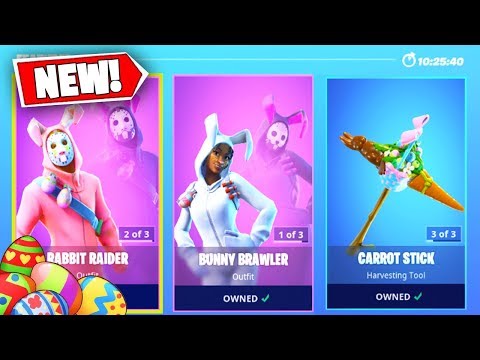 NEW!
10:25:40
2 of 3
RABBIT RAIDER
Outfit
1 of 3
BUNNY BRAWLER
Outfit
OWNED ✓
3 of 3
CARROT STICK
Harvesting Tool
OWNED ✓